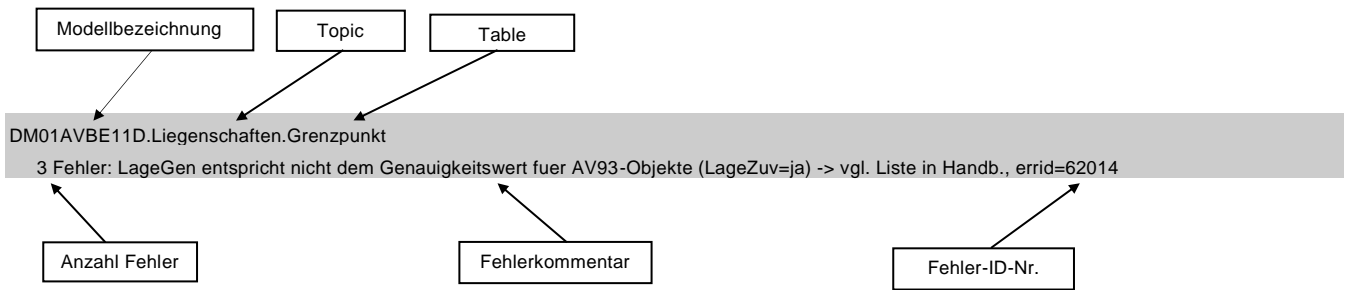 Modellbezeichnung
Topic
Table
DM01AVBE11D.Liegenschaften.Grenzpunkt
3 Fehler: LageGen entspricht nicht dem Genauigkeitswert fuer AV93-Objekte (LageZuv=ja) -> vgl. Liste in Handb., errid=62014
Anzahl Fehler
Fehlerkommentar
Fehler-ID-Nr.